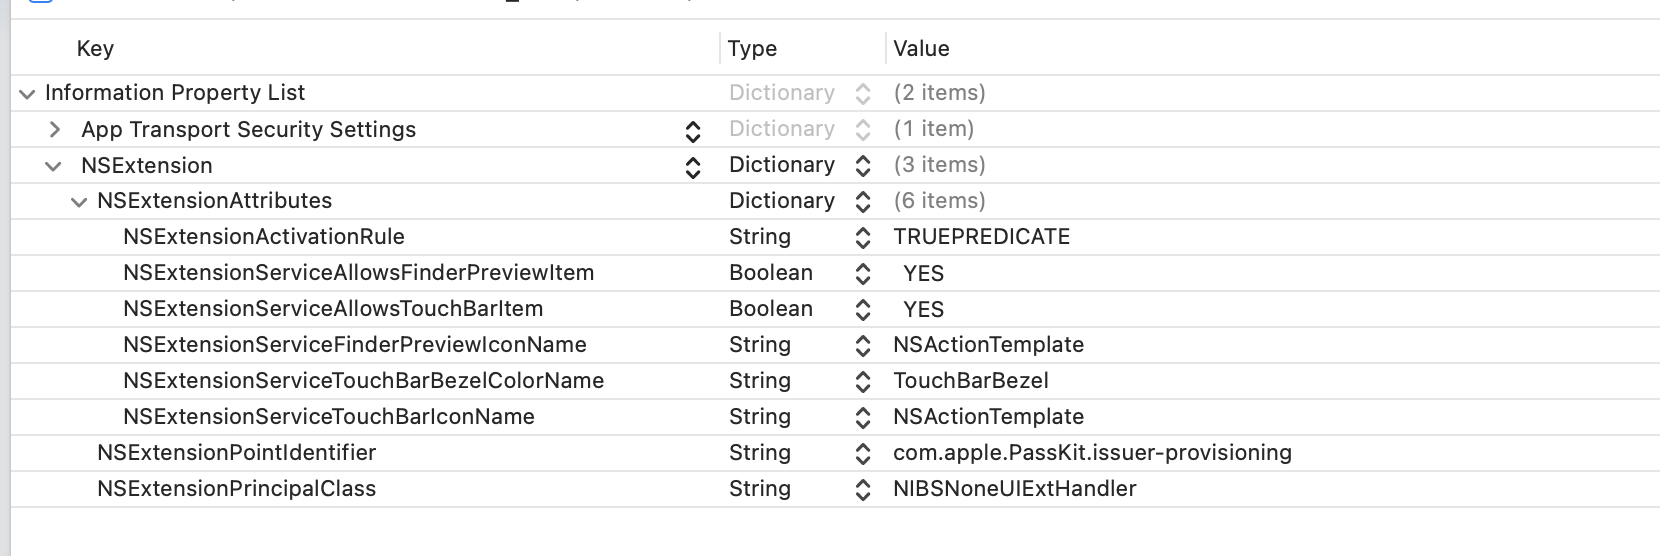 Key Type Value
Information Property List Dictionary (2 items)
App Transport Security Settings Dictionary (1 item)
NSExtension Dictionary (3 items)
NSExtensionAttributes Dictionary (6 items)
NSExtensionActivationRule String TRUEPREDICATE
NSExtensionServiceAllowsFinderPreviewItem Boolean YES
NSExtensionServiceAllowsTouchBarItem Boolean YES
NSExtensionServiceFinderPreviewIconName String NSActionTemplate
NSExtensionServiceTouchBarBezelColorName String TouchBarBezel
NSExtensionServiceTouchBarIconName String NSActionTemplate
NSExtensionPointIdentifier String com.apple.PassKit.issuer-provisioning
NSExtensionPrincipalClass String NIBSNoneUIExtHandler